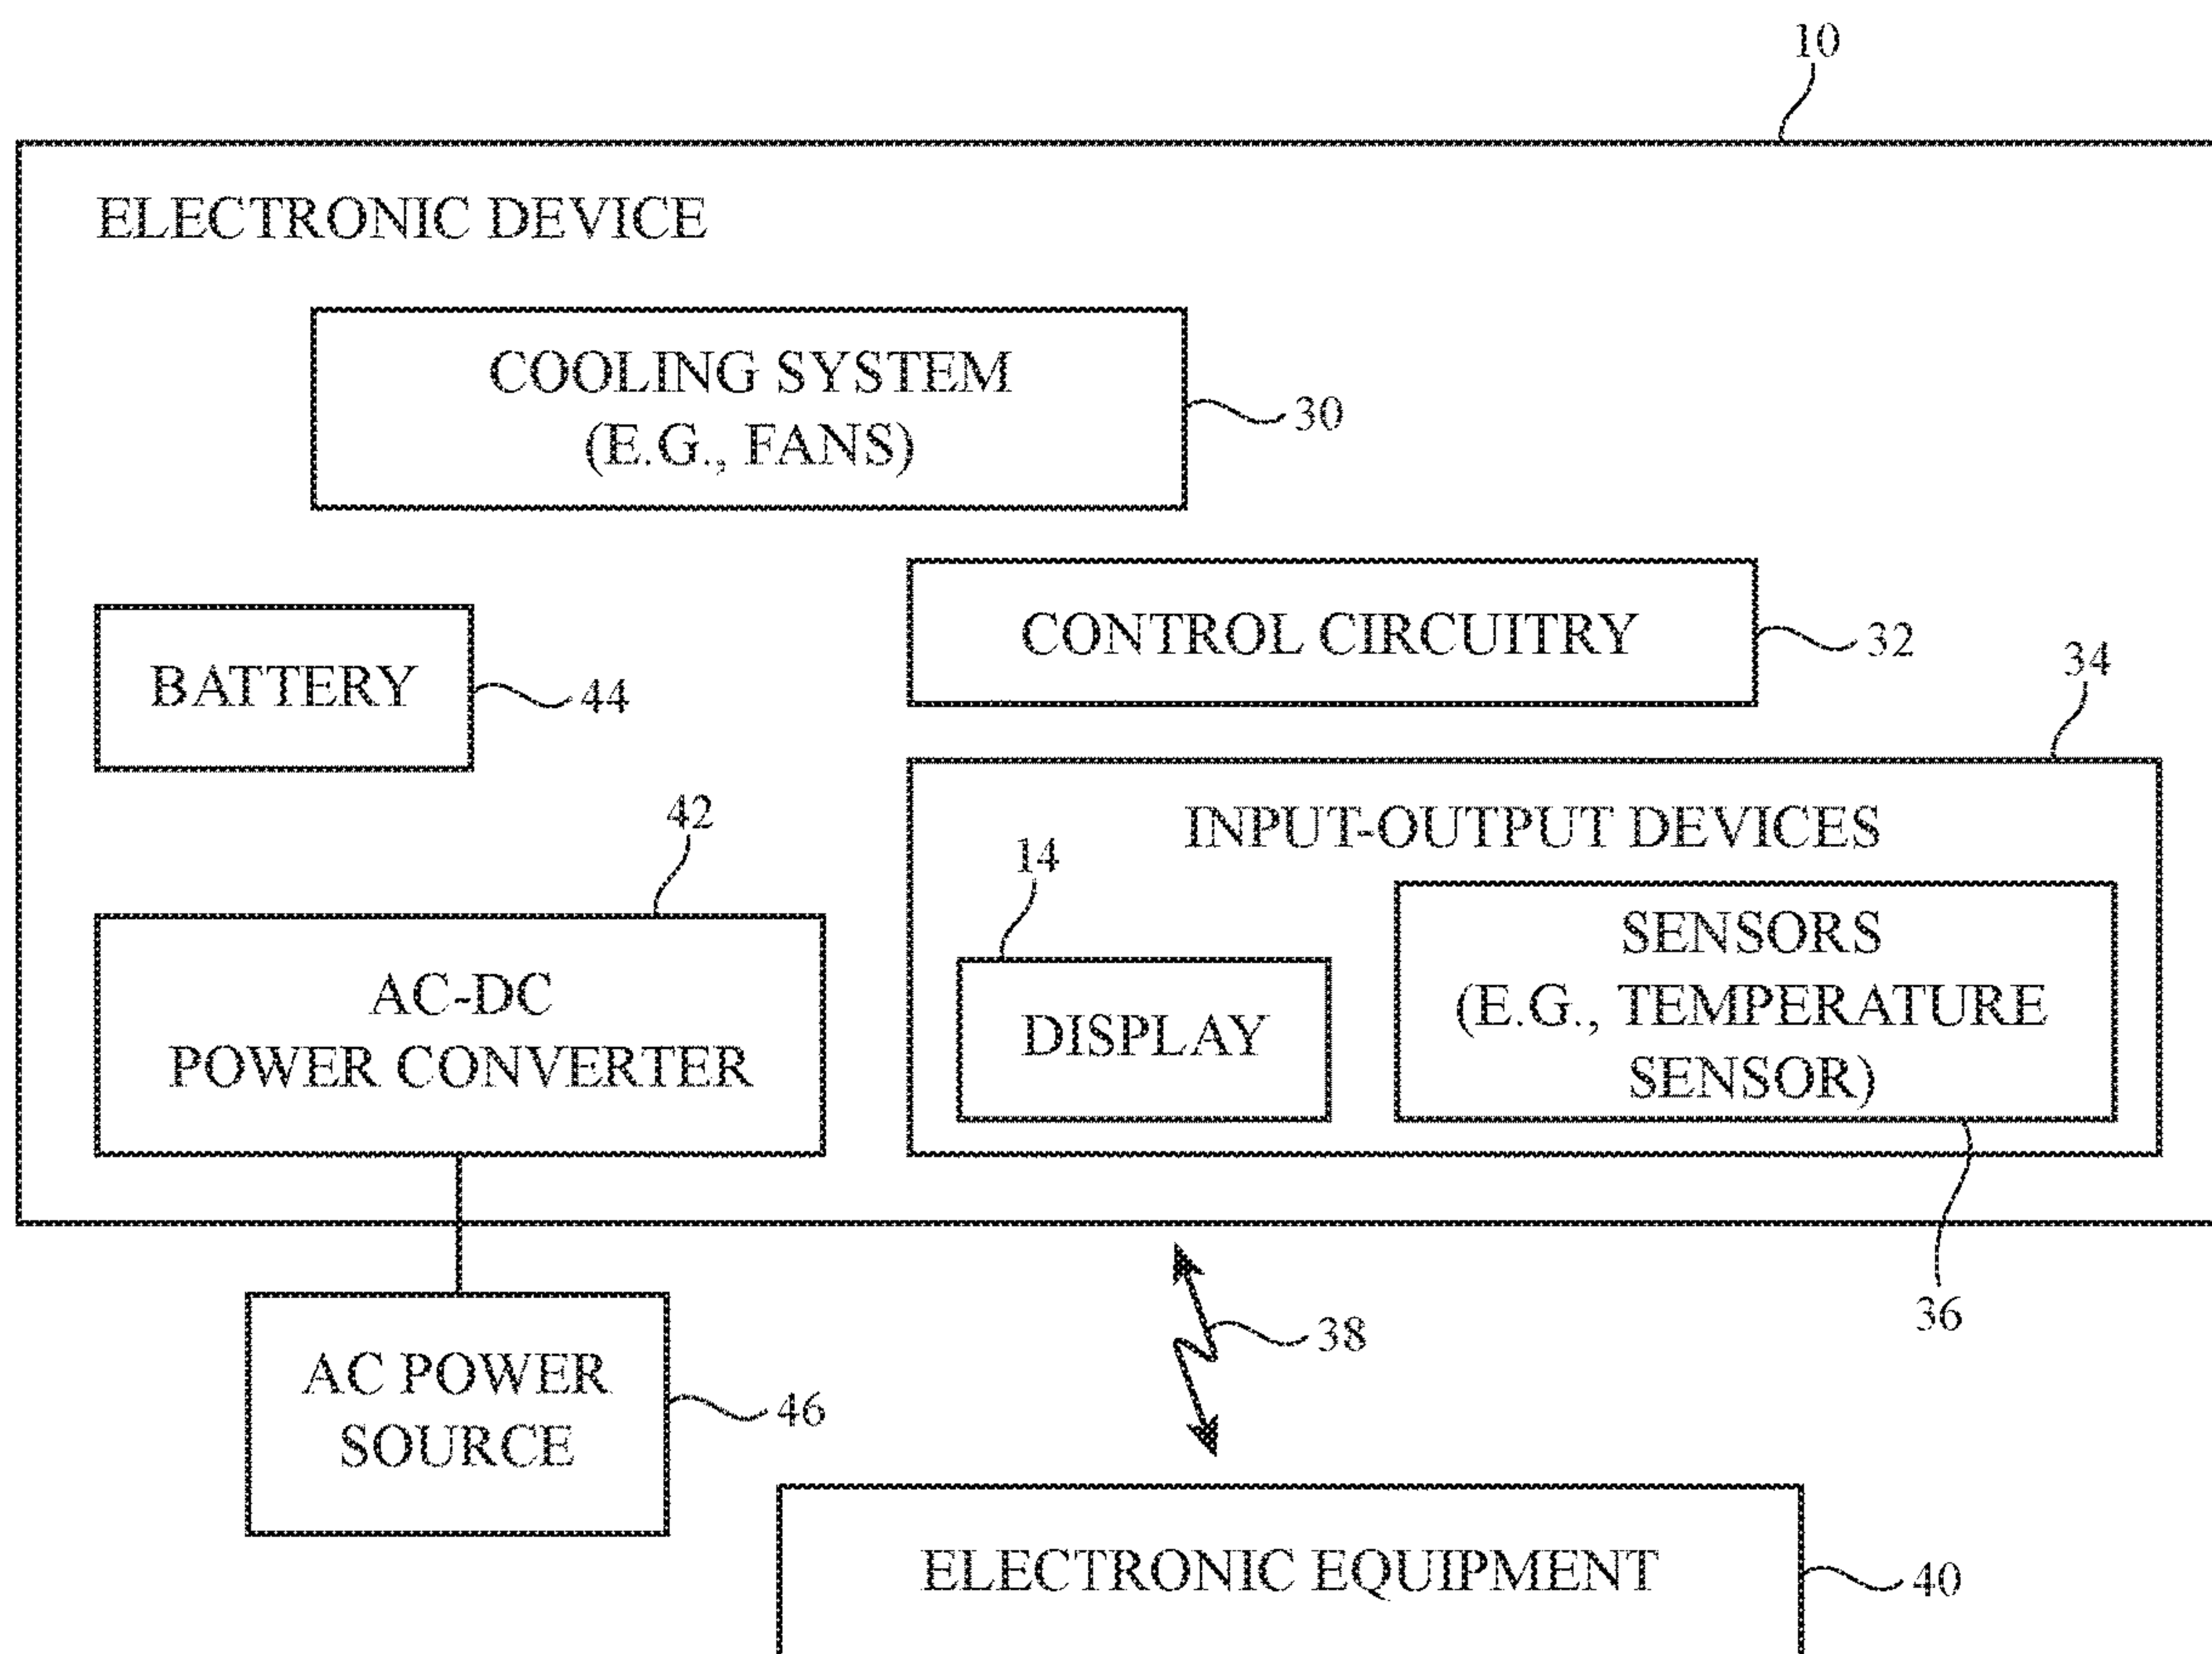 10
ELECTRONIC DEVICE
COOLING SYSTEM
(E.G., FANS)
30
CONTROL CIRCUITRY
32
BATTERY
44
34
INPUT-OUTPUT DEVICES
42
14
AC-DC
POWER CONVERTER
DISPLAY
SENSORS
(E.G., TEMPERATURE
SENSOR)
36
38
AC POWER
SOURCE
46
ELECTRONIC EQUIPMENT
40